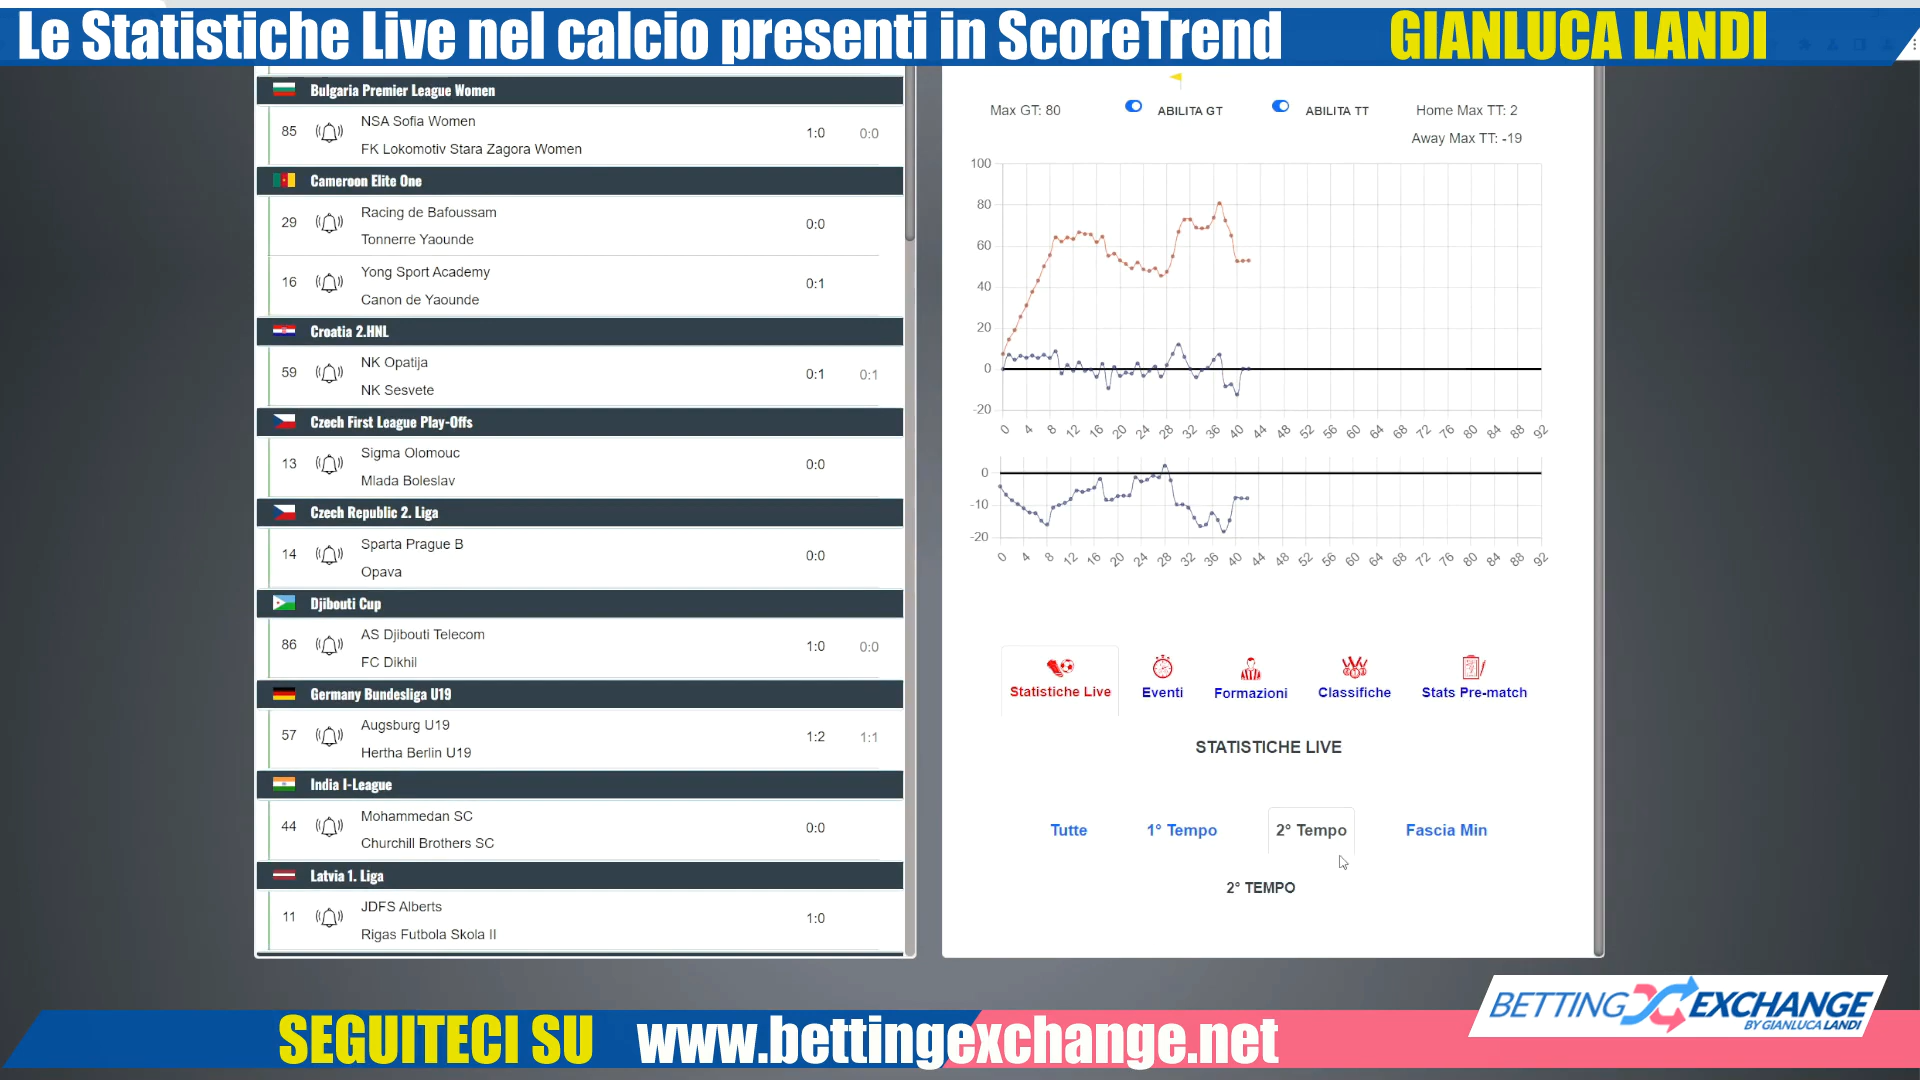 Le Statistiche Live nel calcio presenti in ScoreTrend
GIANLUCA LANDI
Bulgaria Premier League Women
85
NSA Sofia Women
FK Lokomotiv Stara Zagora Women
1:0 0:0
Cameroon Elite One
29
Racing de Bafoussam
Tonnerre Yaounde
0:0
16
Yong Sport Academy
Canon de Yaounde
0:1
Croatia 2.HNL
59
NK Opatija
NK Sesvete
0:1 0:1
Czech First League Play-Offs
13
Sigma Olomouc
Mlada Boleslav
0:0
Czech Republic 2. Liga
14
Sparta Prague B
Opava
0:0
Djibouti Cup
86
AS Djibouti Telecom
FC Dikhil
1:0 0:0
Germany Bundesliga U19
57
Augsburg U19
Hertha Berlin U19
1:2 1:1
India I-League
44
Mohammedan SC
Churchill Brothers SC
0:0
Latvia 1. Liga
11
JDFS Alberts
Rigas Futbola Skola II
1:0
Max GT: 80 ABILITA GT ABILITA TT Home Max TT: 2
Away Max TT: -19
100
80
60
40
20
0
-20
0 4 8 12 16 20 24 28 32 36 40 44 48 52 56 60 64 68 72 76 80 84 88 92
0
-10
-20
0 4 8 12 16 20 24 28 32 36 40 44 48 52 56 60 64 68 72 76 80 84 88 92
Statistiche Live Eventi Formazioni Classifiche Stats Pre-match
STATISTICHE LIVE
Tutte 1° Tempo 2° Tempo Fascia Min
2° TEMPO
BETTING EXCHANGE
BY GIANLUCA LANDI
SEGUITECI SU www.bettingexchange.net